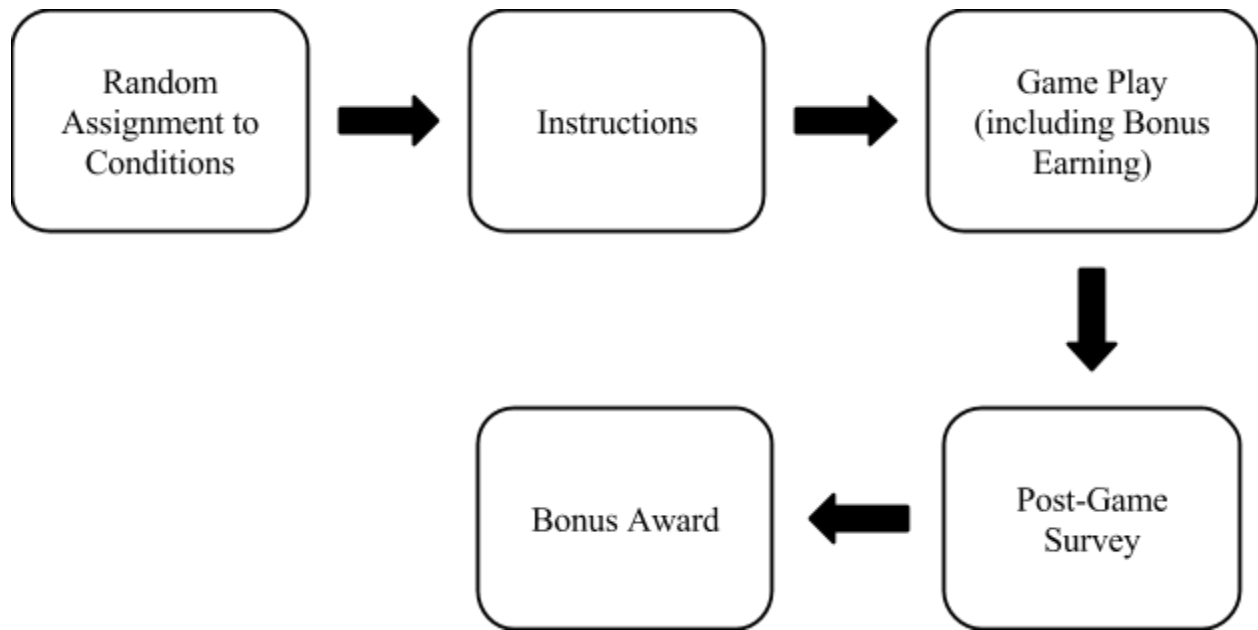 Random
Assignment to
Conditions
Instructions
Game Play
(including Bonus
Earning)
Post-Game
Survey
Bonus Award